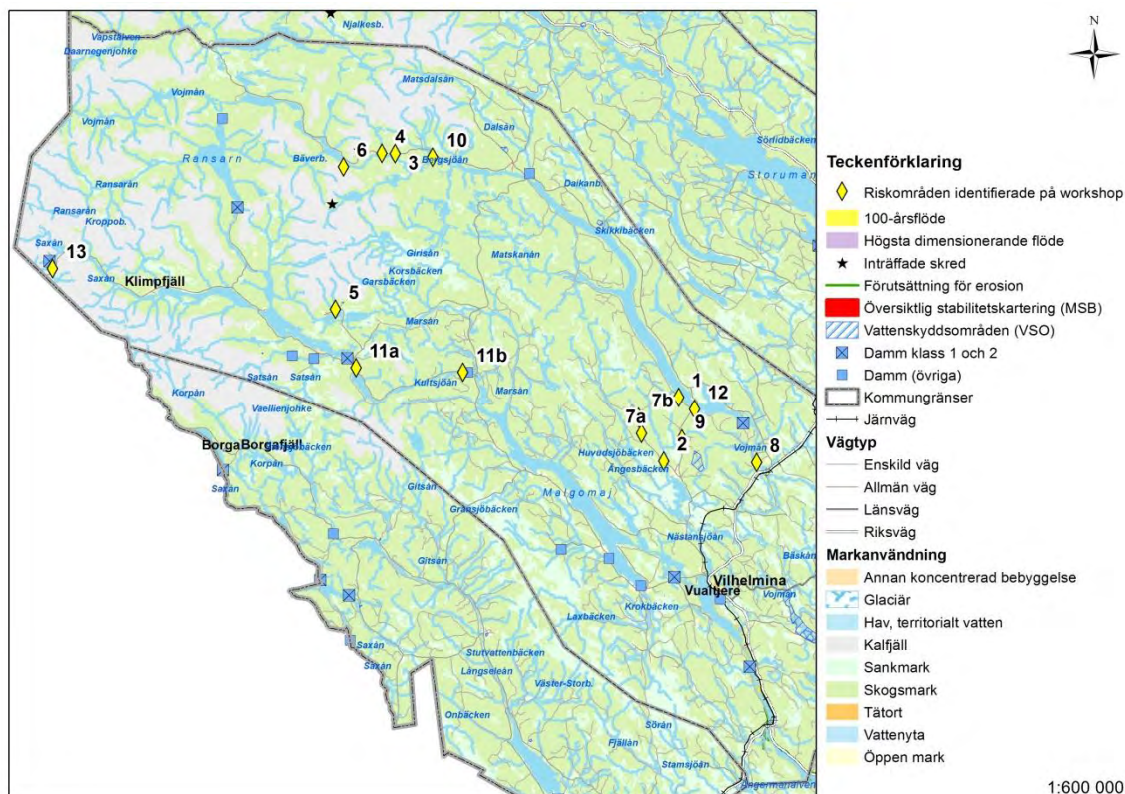 Njalkesb.
Vapstälven
Daarnegenjohke
N
Vojmån
Matsdalsån
Vojmån
Dalsån
Sörlidbäcken
Ransarn
6
4
3
10
Bäverb.
Bergsjöån
Storuman
Daikanb.
Ransarån
Ransarån
Kroppob.
Skikkibäcken
Saxån
13
Saxån
Klimpfjäll
Girisån
Matskanån
Korsbäcken
Garsbäcken
5
Marsån
11a
11b
Satsån
Satsån
Kultsjöån
Marsån
Korpån
Vaellienjohke
1
7b
12
9
7a
2
Vojmån
8
Huvudsjöbäcken
Ängesbäcken
BorgaBorgafjäll
Korpån
Saxån
Gitsån
Malgomaj
Gränsjöbäcken
Nästansjöån
Bäskån
Gitsån
Vilhelmina
Vualtjere
Vojmån
Krokbäcken
Laxbäcken
Saxån
Saxån
Stutvattenbäcken
Långseleån
Väster-Storb.
Onbäcken
Sörån
Fjällån
Stamsjöån
Ångermanälven
Teckenförklaring
Riskområden identifierade på workshop
100-årsflöde
Högsta dimensionerande flöde
Inträffade skred
Förutsättning för erosion
Översiktlig stabilitetskartering (MSB)
Vattenskyddsområden (VSO)
Damm klass 1 och 2
Damm (övriga)
Kommungränser
Järnväg
Vägtyp
Enskild väg
Allmän väg
Länsväg
Riksväg
Markanvändning
Annan koncentrerad bebyggelse
Glaciär
Hav, territorialt vatten
Kalfjäll
Sankmark
Skogsmark
Tätort
Vattenyta
Öppen mark
1:600 000